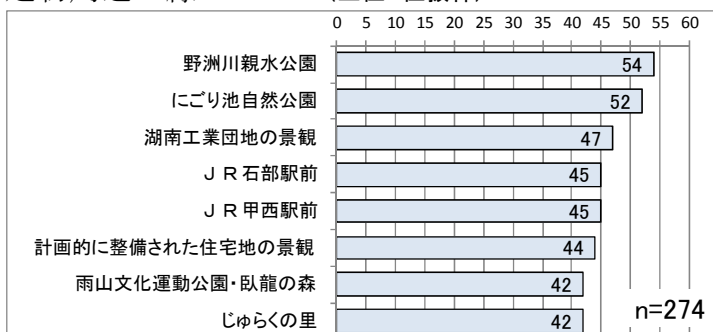 0 5 10 15 20 25 30 35 40 45 50 55 60
野洲川親水公園 54
にごり池自然公園 52
湖南工業団地の景観 47
ＪＲ石部駅前 45
ＪＲ甲西駅前 45
計画的に整備された住宅地の景観 44
雨山文化運動公園・臥龍の森 42
じゅらくの里 42
n=274